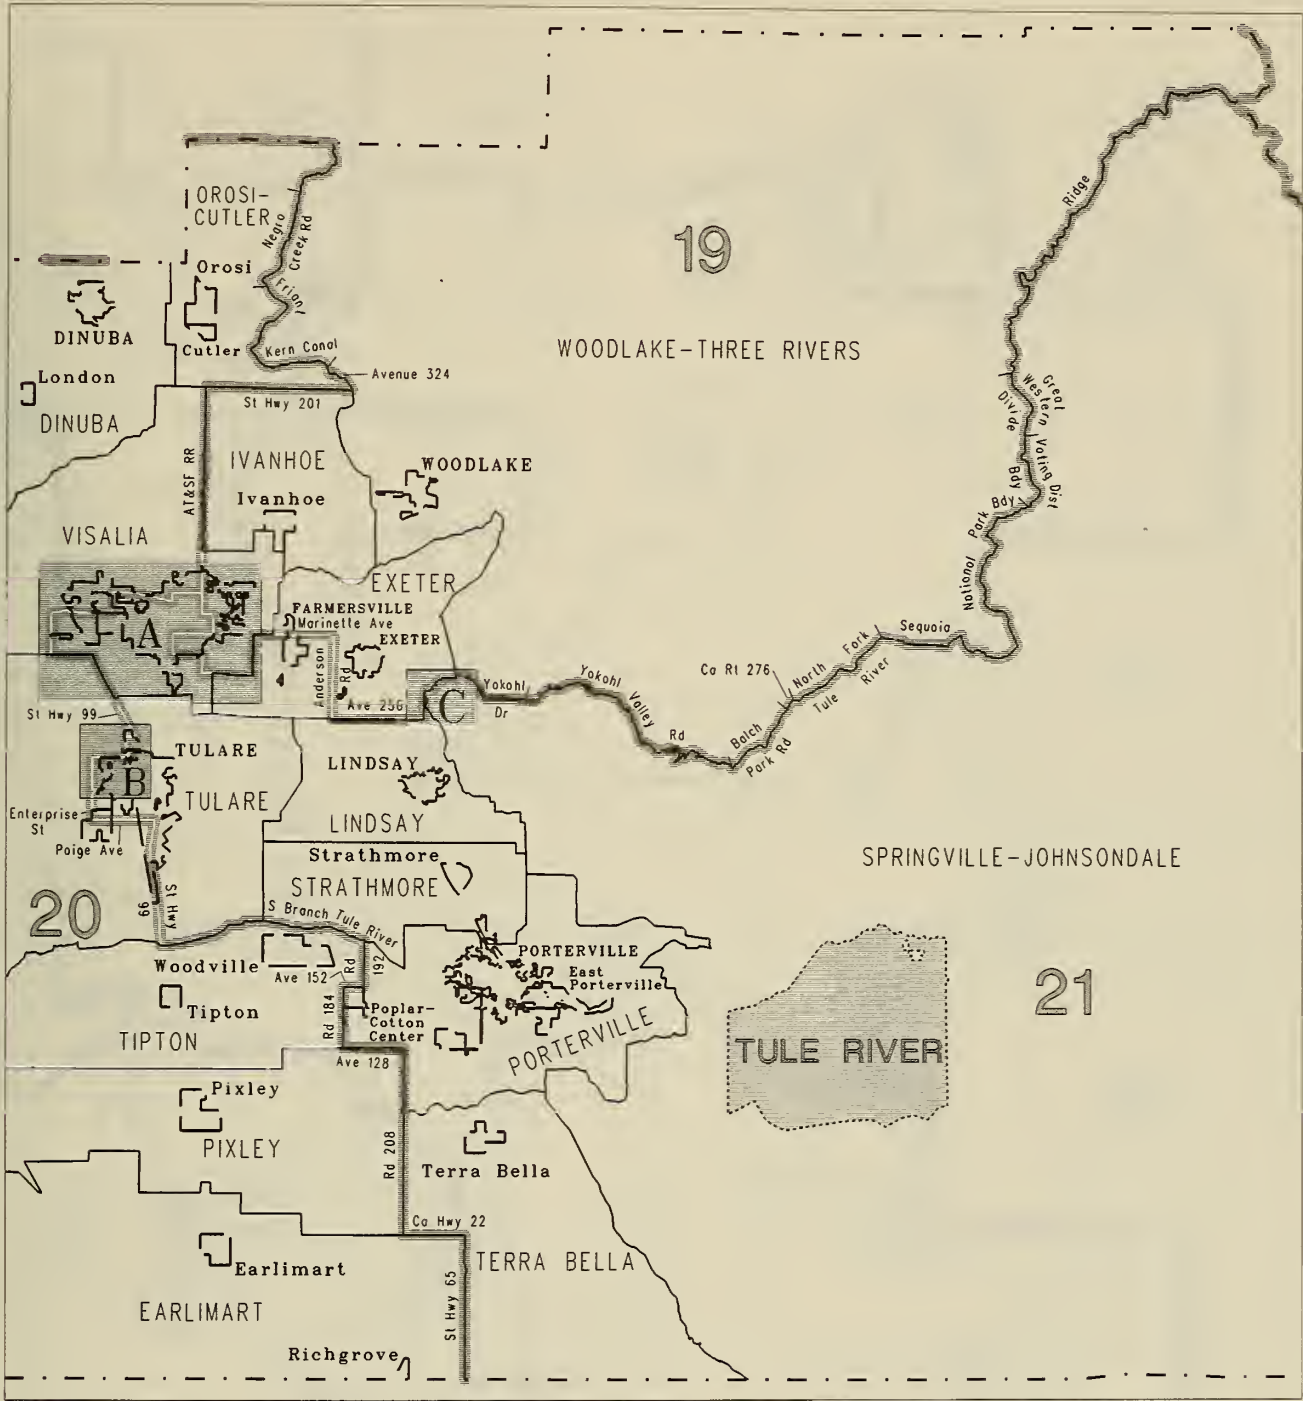 19
OROSI-
CUTLER
Negro
Creek Rd
Ridge
Orosi
Friant
DINUBA
Cutler
Kern Canal
WOODLAKE-THREE RIVERS
London
Avenue 324
DINUBA
St Hwy 201
Great
Western
Divide
AT&SF RR
IVANHOE
WOODLAKE
Voting Dist
Bdy
Ivanhoe
National Park Bdy
VISALIA
EXETER
FARMERSVILLE
Marinette Ave
A
EXETER
Sequoia
North Fork
Tule River
Ca Rt 276
Anderson
Rd
Yokohl
Dr
Yokohl
Valley
Rd
Ave 256
C
St Hwy 99
Balch
Park Rd
TULARE
LINDSAY
B
TULARE
Enterprise
St
LINDSAY
Paige Ave
Strathmore
SPRINGVILLE-JOHNSONDALE
STRATHMORE
20
St Hwy
99
S Branch Tule River
PORTERVILLE
Woodville
Ave 152
Rd
192
East
Porterville
21
Tipton
Rd 184
Poplar-
Cotton
Center
TIPTON
PORTERVILLE
TULE RIVER
Ave 128
Pixley
PIXLEY
Rd 208
Terra Bella
Ca Hwy 22
Earlimart
TERRA BELLA
EARLIMART
St Hwy 65
Richgrove